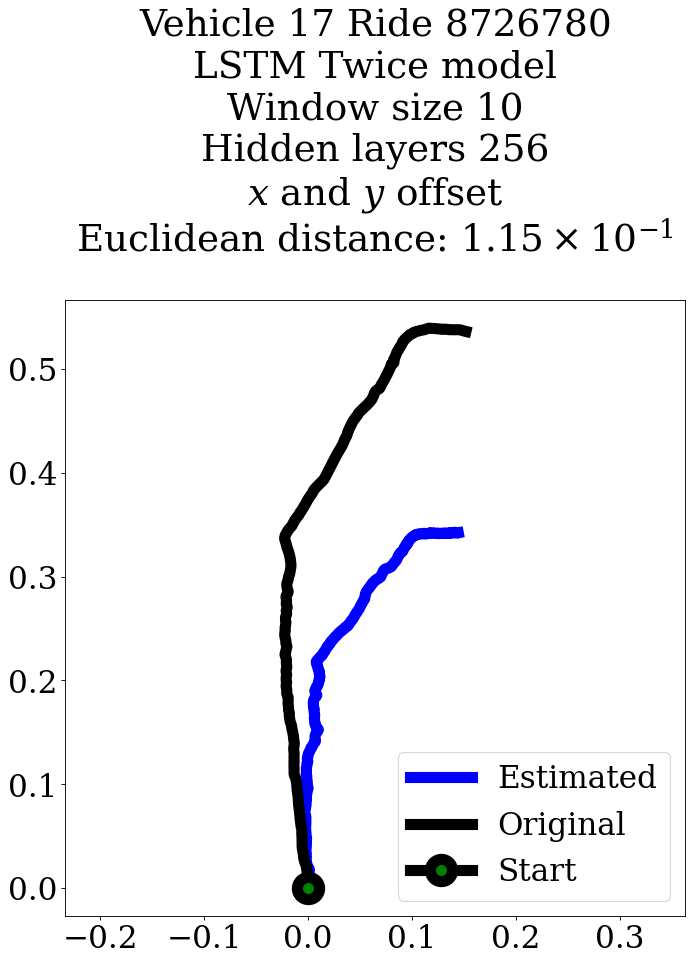 Vehicle 17 Ride 8726780
LSTM Twice model
Window size 10
Hidden layers 256
x and y offset
Euclidean distance: 1.15 × 10⁻¹
0.5
0.4
0.3
0.2
0.1
0.0
Estimated
Original
Start
−0.2 −0.1 0.0 0.1 0.2 0.3